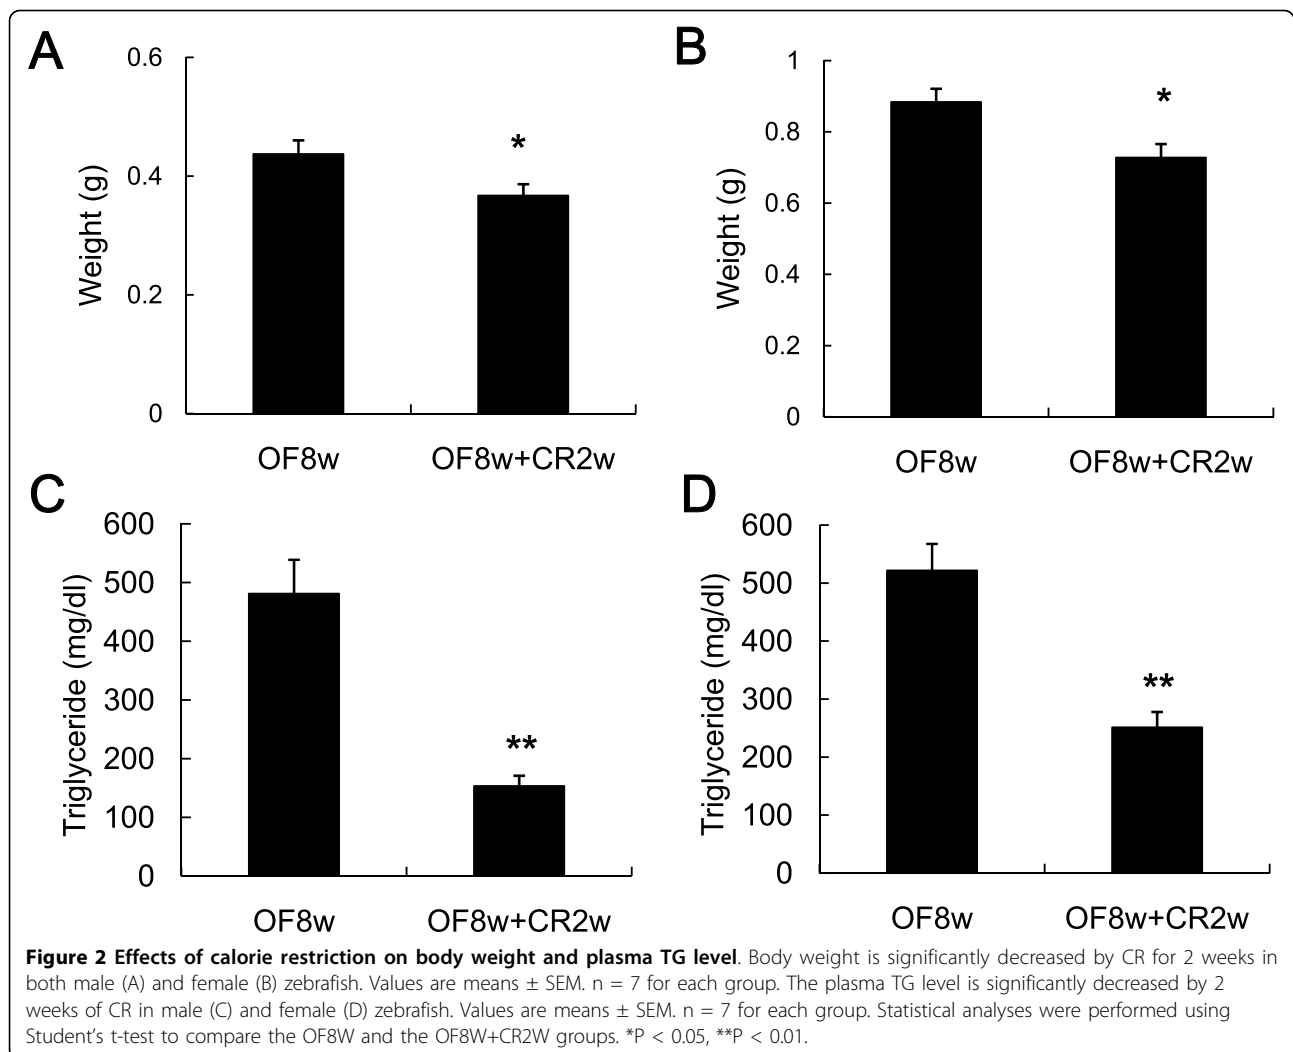 A
0.6
0.4
0.2
0
Weight (g)
*
OF8w
OF8w+CR2w
B
1
0.8
0.6
0.4
0.2
0
Weight (g)
*
OF8w
OF8w+CR2w
C
600
500
400
300
200
100
0
Triglyceride (mg/dl)
**
OF8w
OF8w+CR2w
D
600
500
400
300
200
100
0
Triglyceride (mg/dl)
**
OF8w
OF8w+CR2w
Figure 2 Effects of calorie restriction on body weight and plasma TG level. Body weight is significantly decreased by CR for 2 weeks in
both male (A) and female (B) zebrafish. Values are means ± SEM. n = 7 for each group. The plasma TG level is significantly decreased by 2
weeks of CR in male (C) and female (D) zebrafish. Values are means ± SEM. n = 7 for each group. Statistical analyses were performed using
Student's t-test to compare the OF8W and the OF8W+CR2W groups. *P < 0.05, **P < 0.01.